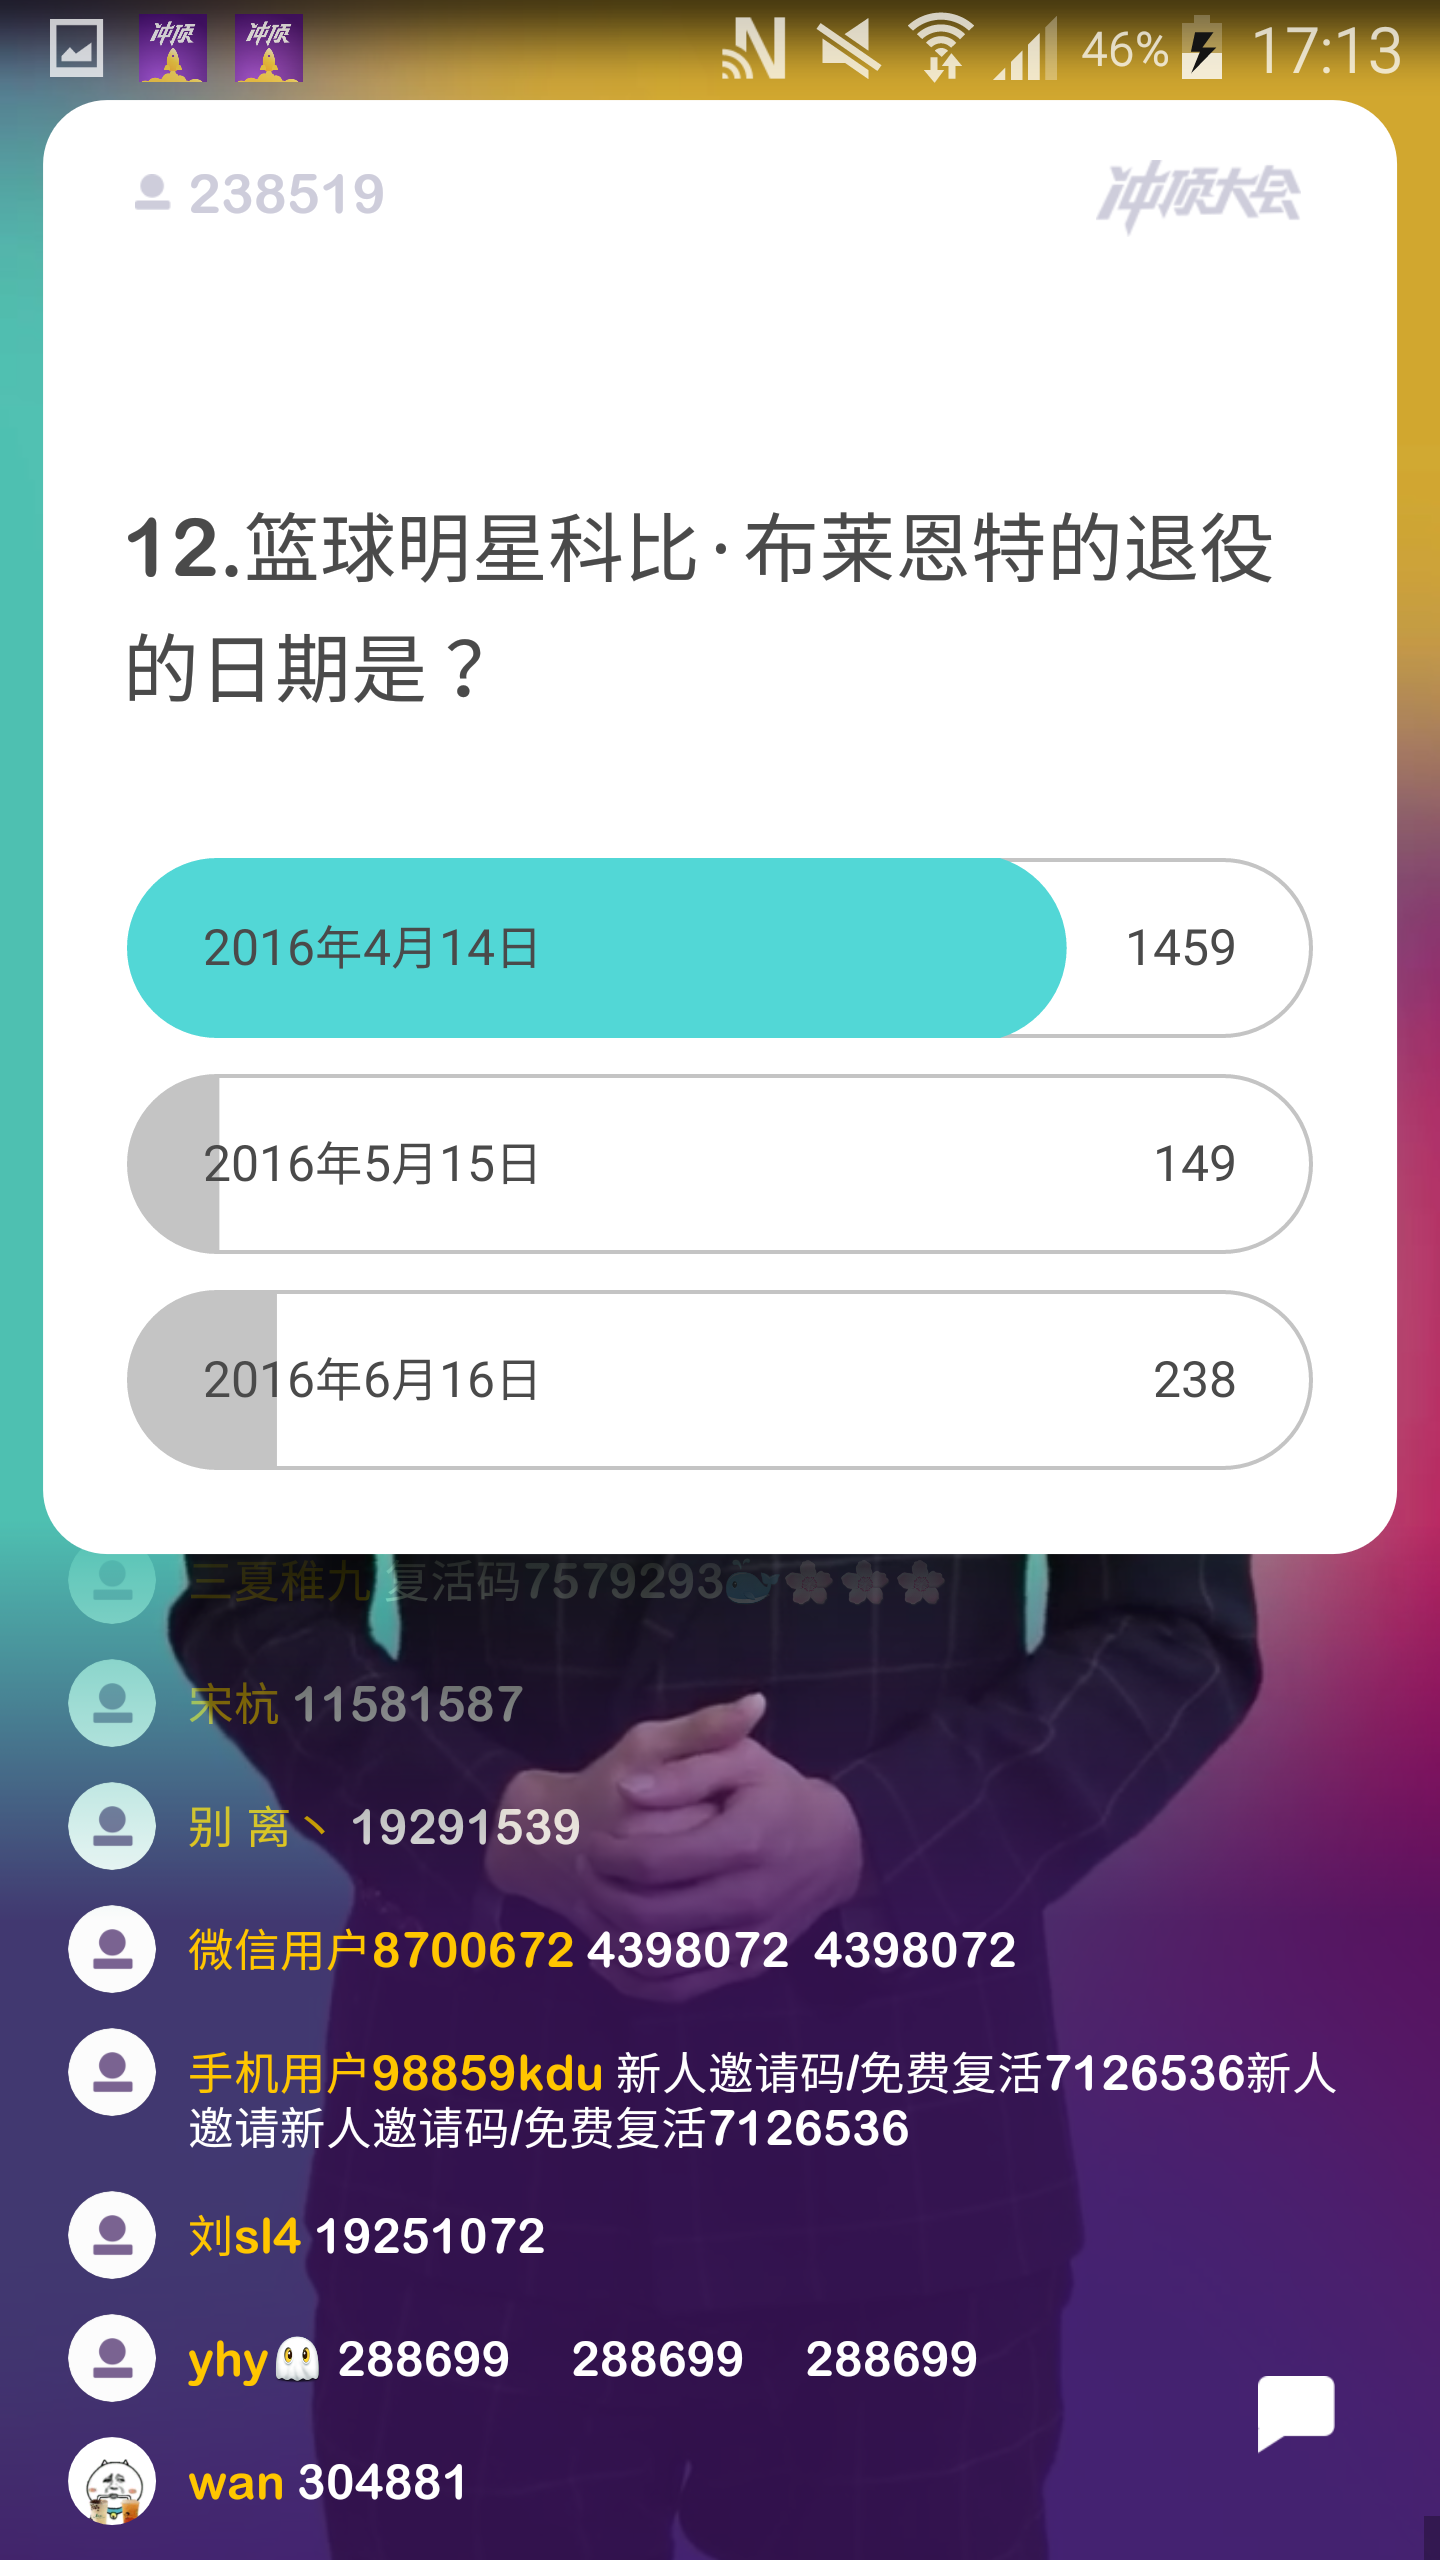 冲顶
冲顶
46%
17:13
238519
冲顶大会
12.篮球明星科比·布莱恩特的退役
的日期是？
2016年4月14日
1459
2016年5月15日
149
2016年6月16日
238
三夏稚九 复活码7579293🐳🌸🌸🌸
宋杭 11581587
别 离丶 19291539
微信用户8700672 4398072 4398072
手机用户98859kdu 新人邀请码/免费复活7126536新人
邀请新人邀请码/免费复活7126536
刘sl4 19251072
yhy👻 288699 288699 288699
wan 304881